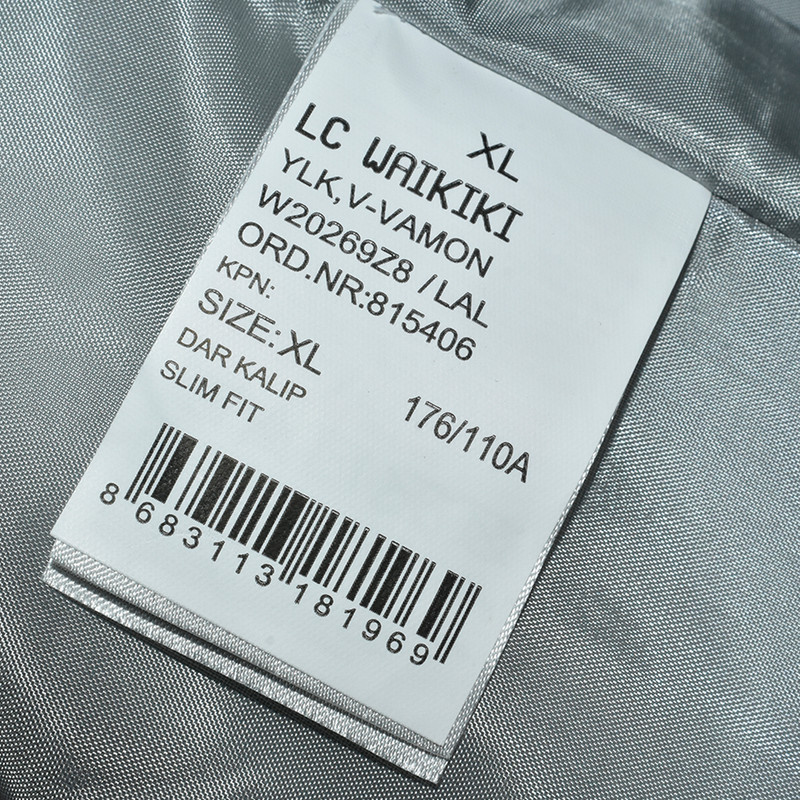 XL
LC WAIKIKI
YLK,V-VAMON
W20269Z8 /LAL
ORD.NR:815406
KPN:
SIZE: XL
DAR KALIP 176/110A
SLIM FIT
8 683113 181969